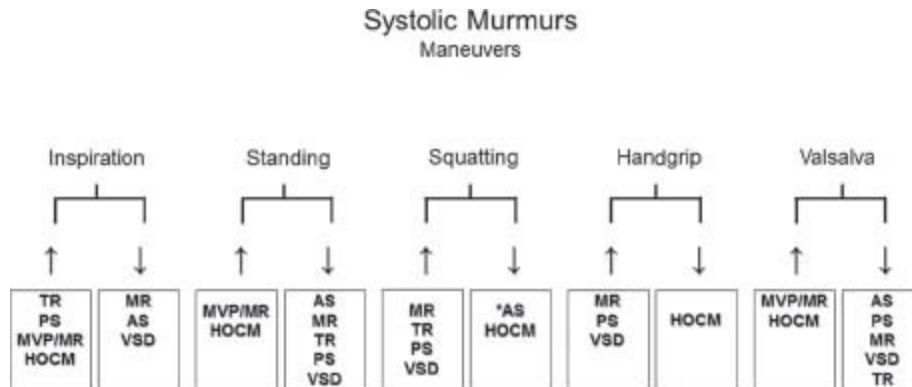 Systolic Murmurs
Maneuvers
Inspiration
Standing
Squatting
Handgrip
Valsalva
TR
PS
MVP/MR
HOCM
MR
AS
VSD
MVP/MR
HOCM
AS
MR
TR
PS
VSD
MR
TR
PS
VSD
*AS
HOCM
MR
PS
VSD
HOCM
MVP/MR
HOCM
AS
PS
MR
VSD
TR